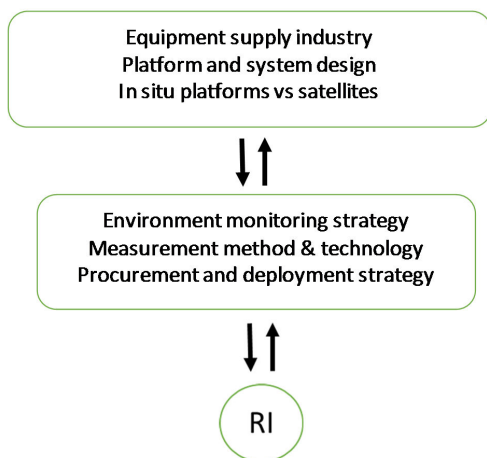 Equipment supply industry
Platform and system design
In situ platforms vs satellites
Environment monitoring strategy
Measurement method & technology
Procurement and deployment strategy
RI